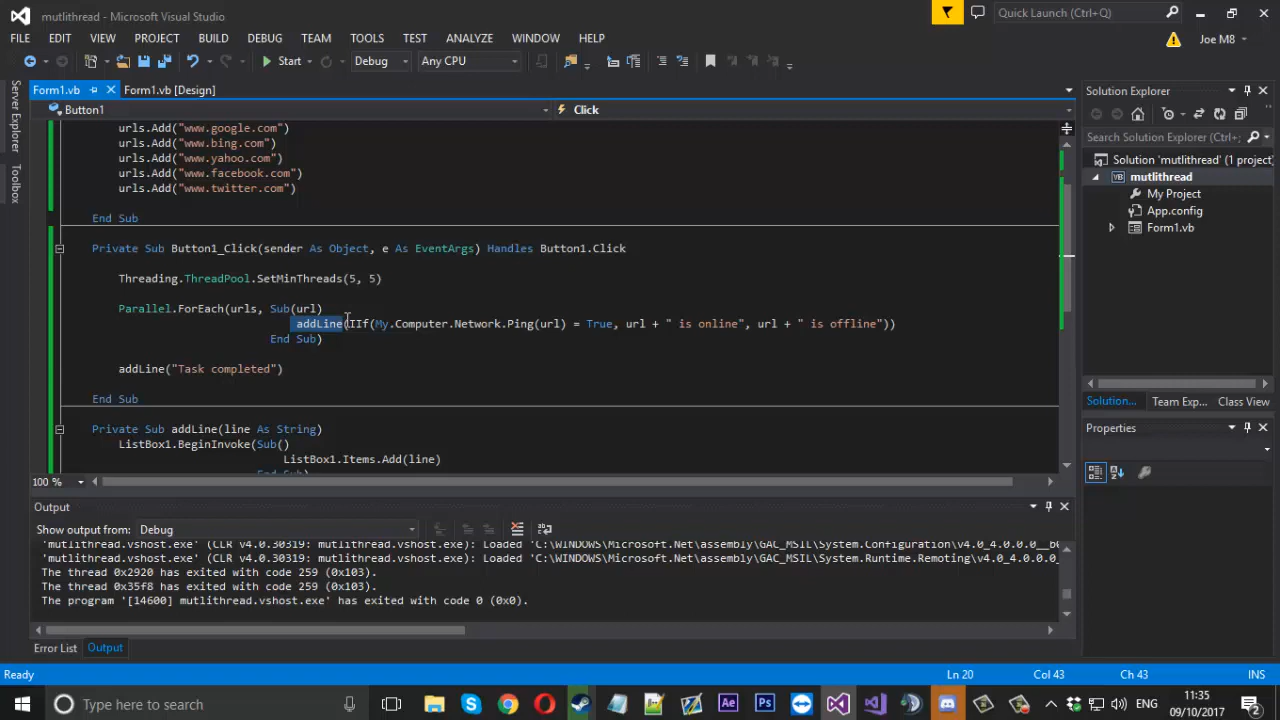 mutlithread - Microsoft Visual Studio
Quick Launch (Ctrl+Q)
FILE EDIT VIEW PROJECT BUILD DEBUG TEAM TOOLS TEST ANALYZE WINDOW HELP
Joe M8
Start Debug Any CPU
Server Explorer
Toolbox
Form1.vb Form1.vb [Design]
Button1 Click
urls.Add("www.google.com")
urls.Add("www.bing.com")
urls.Add("www.yahoo.com")
urls.Add("www.facebook.com")
urls.Add("www.twitter.com")
End Sub
Private Sub Button1_Click(sender As Object, e As EventArgs) Handles Button1.Click
Threading.ThreadPool.SetMinThreads(5, 5)
Parallel.ForEach(urls, Sub(url)
addLine(IIf(My.Computer.Network.Ping(url) = True, url + " is online", url + " is offline"))
End Sub)
addLine("Task completed")
End Sub
Private Sub addLine(line As String)
ListBox1.BeginInvoke(Sub()
ListBox1.Items.Add(line)
End Sub)
100 %
Solution Explorer
Search Solution Explorer (Ctrl+;)
Solution 'mutlithread' (1 project)
mutlithread
My Project
App.config
Form1.vb
Solution... Team Exp... Class View
Properties
Output
Show output from: Debug
'mutlithread.vshost.exe' (CLR v4.0.30319: mutlithread.vshost.exe): Loaded 'C:\WINDOWS\Microsoft.Net\assembly\GAC_MSIL\System.Configuration\v4.0_4.0.0.0__b0
'mutlithread.vshost.exe' (CLR v4.0.30319: mutlithread.vshost.exe): Loaded 'C:\WINDOWS\Microsoft.Net\assembly\GAC_MSIL\System.Runtime.Remoting\v4.0_4.0.0.0_
The thread 0x2920 has exited with code 259 (0x103).
The thread 0x35f8 has exited with code 259 (0x103).
The program '[14600] mutlithread.vshost.exe' has exited with code 0 (0x0).
Error List Output
Ready Ln 20 Col 43 Ch 43 INS
Type here to search
Ae Ps
ENG
11:35
09/10/2017